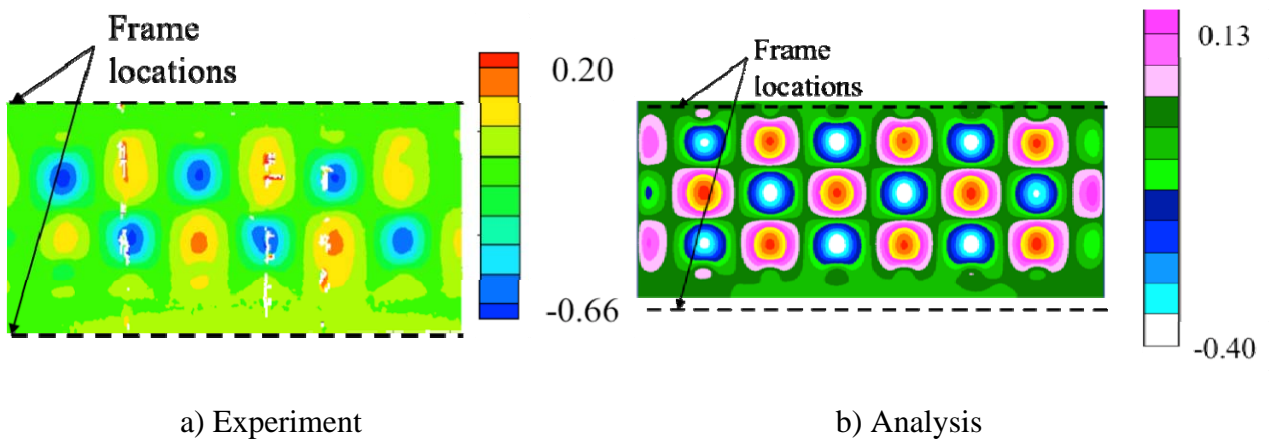 Frame
locations
0.20
-0.66
Frame
locations
0.13
-0.40
a) Experiment
b) Analysis